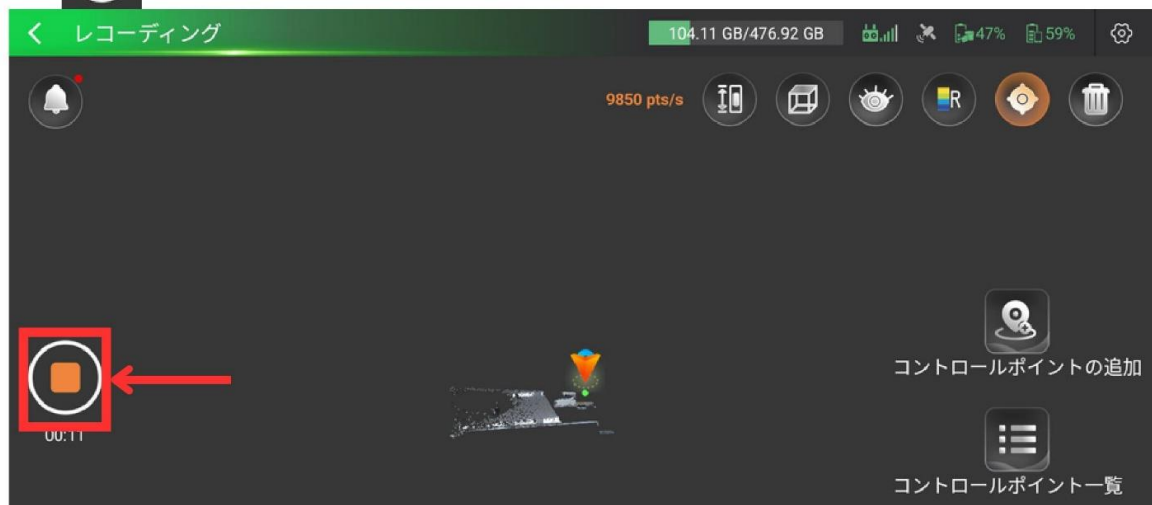 レコーディング
104.11 GB/476.92 GB
47%
59%
9850 pts/s
R
コントロールポイントの追加
00:11
コントロールポイント一覧